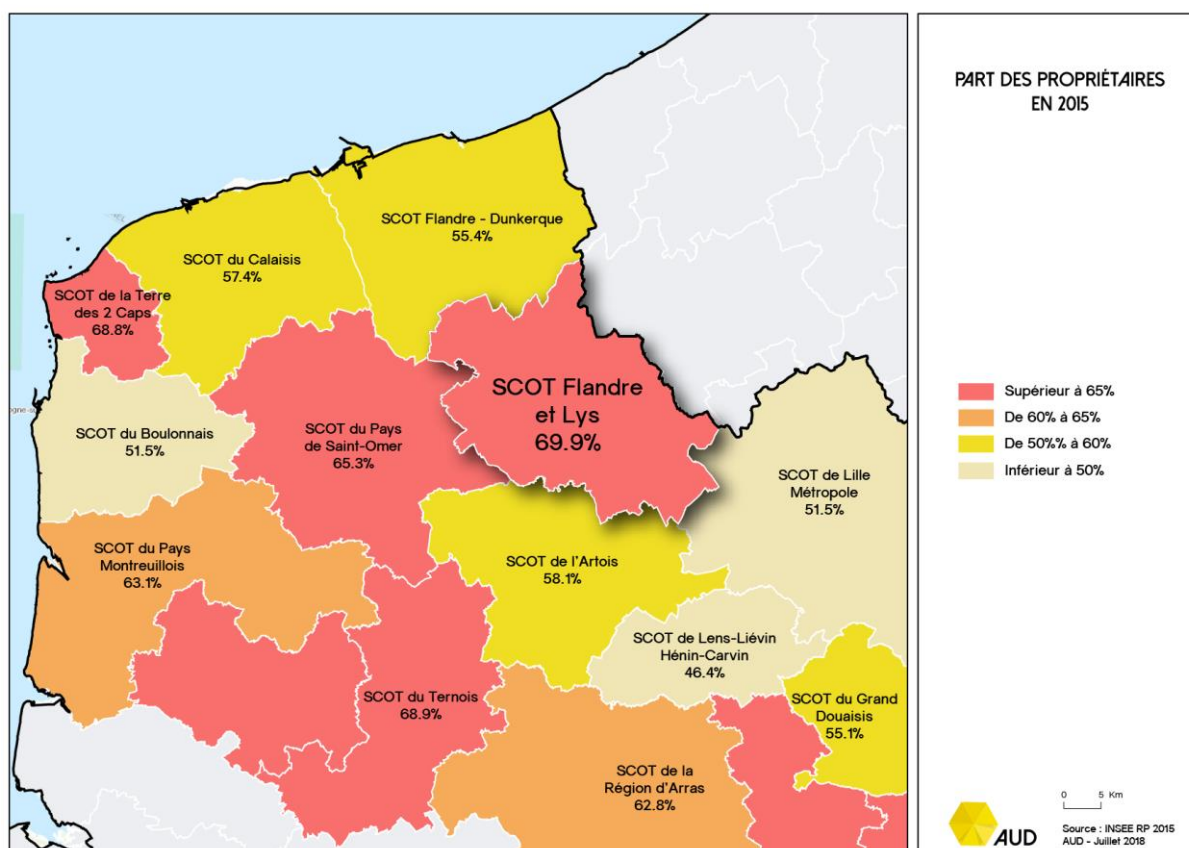 PART DES PROPRIÉTAIRES
EN 2015
SCOT Flandre - Dunkerque
55.4%
SCOT du Calaisis
57.4%
SCOT de la Terre
des 2 Caps
68.8%
SCOT Flandre
et Lys
69.9%
SCOT du Boulonnais
51.5%
SCOT du Pays
de Saint-Omer
65.3%
SCOT de Lille
Métropole
51.5%
SCOT du Pays
Montreuillois
63.1%
SCOT de l'Artois
58.1%
SCOT de Lens-Liévin
Hénin-Carvin
46.4%
SCOT du Ternois
68.9%
SCOT du Grand
Douaisis
55.1%
SCOT de la
Région d'Arras
62.8%
Supérieur à 65%
De 60% à 65%
De 50%% à 60%
Inférieur à 50%
0 5 Km
AUD
Source : INSEE RP 2015
AUD - Juillet 2018